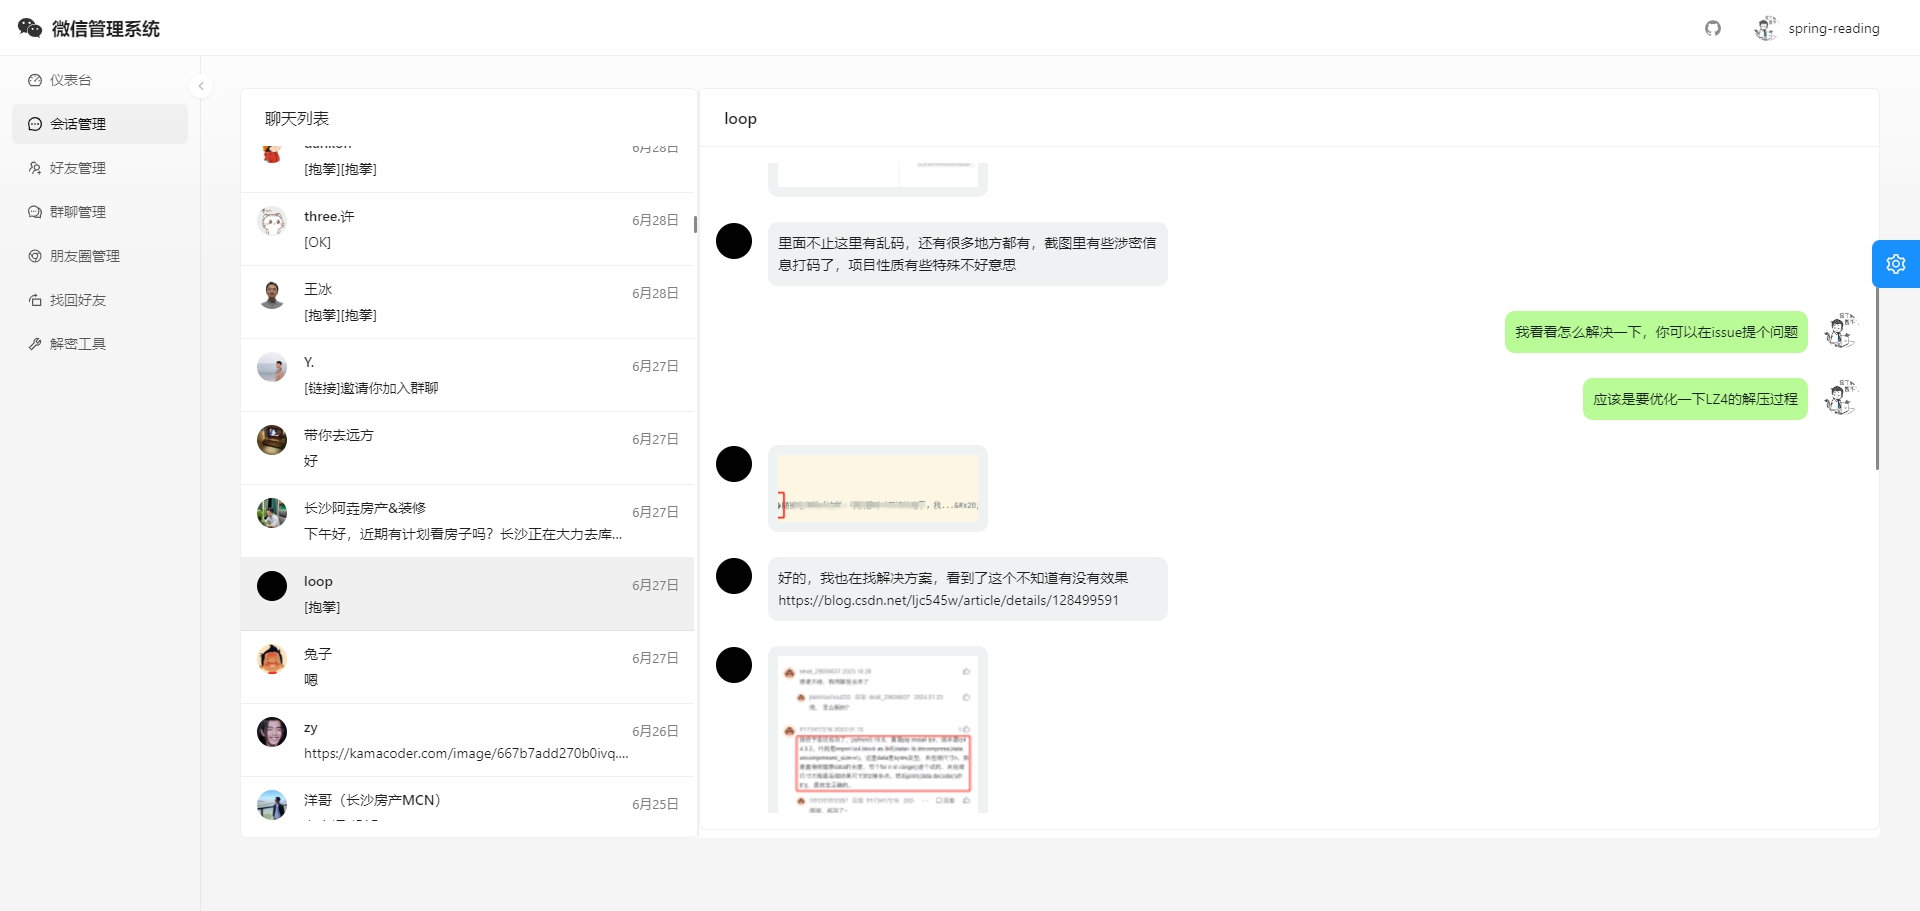 微信管理系统
spring-reading
仪表台
会话管理
好友管理
群聊管理
朋友圈管理
找回好友
解密工具
聊天列表
6月28日
[抱拳][抱拳]
three.许
6月28日
[OK]
王冰
6月28日
[抱拳][抱拳]
Y.
6月27日
[链接]邀请你加入群聊
带你去远方
6月27日
好
长沙阿垚房产&装修
6月27日
下午好，近期有计划看房子吗？长沙正在大力去库...
loop
6月27日
[抱拳]
兔子
6月27日
嗯
zy
6月26日
https://kamacoder.com/image/667b7add270b0ivq....
洋哥（长沙房产MCN）
6月25日
loop
里面不止这里有乱码，还有很多地方都有，截图里有些涉密信
息打码了，项目性质有些特殊不好意思
我看看怎么解决一下，你可以在issue提个问题
应该是要优化一下LZ4的解压过程
，我...&#x20;
好的，我也在找解决方案，看到了这个不知道有没有效果
https://blog.csdn.net/ljc545w/article/details/128499591